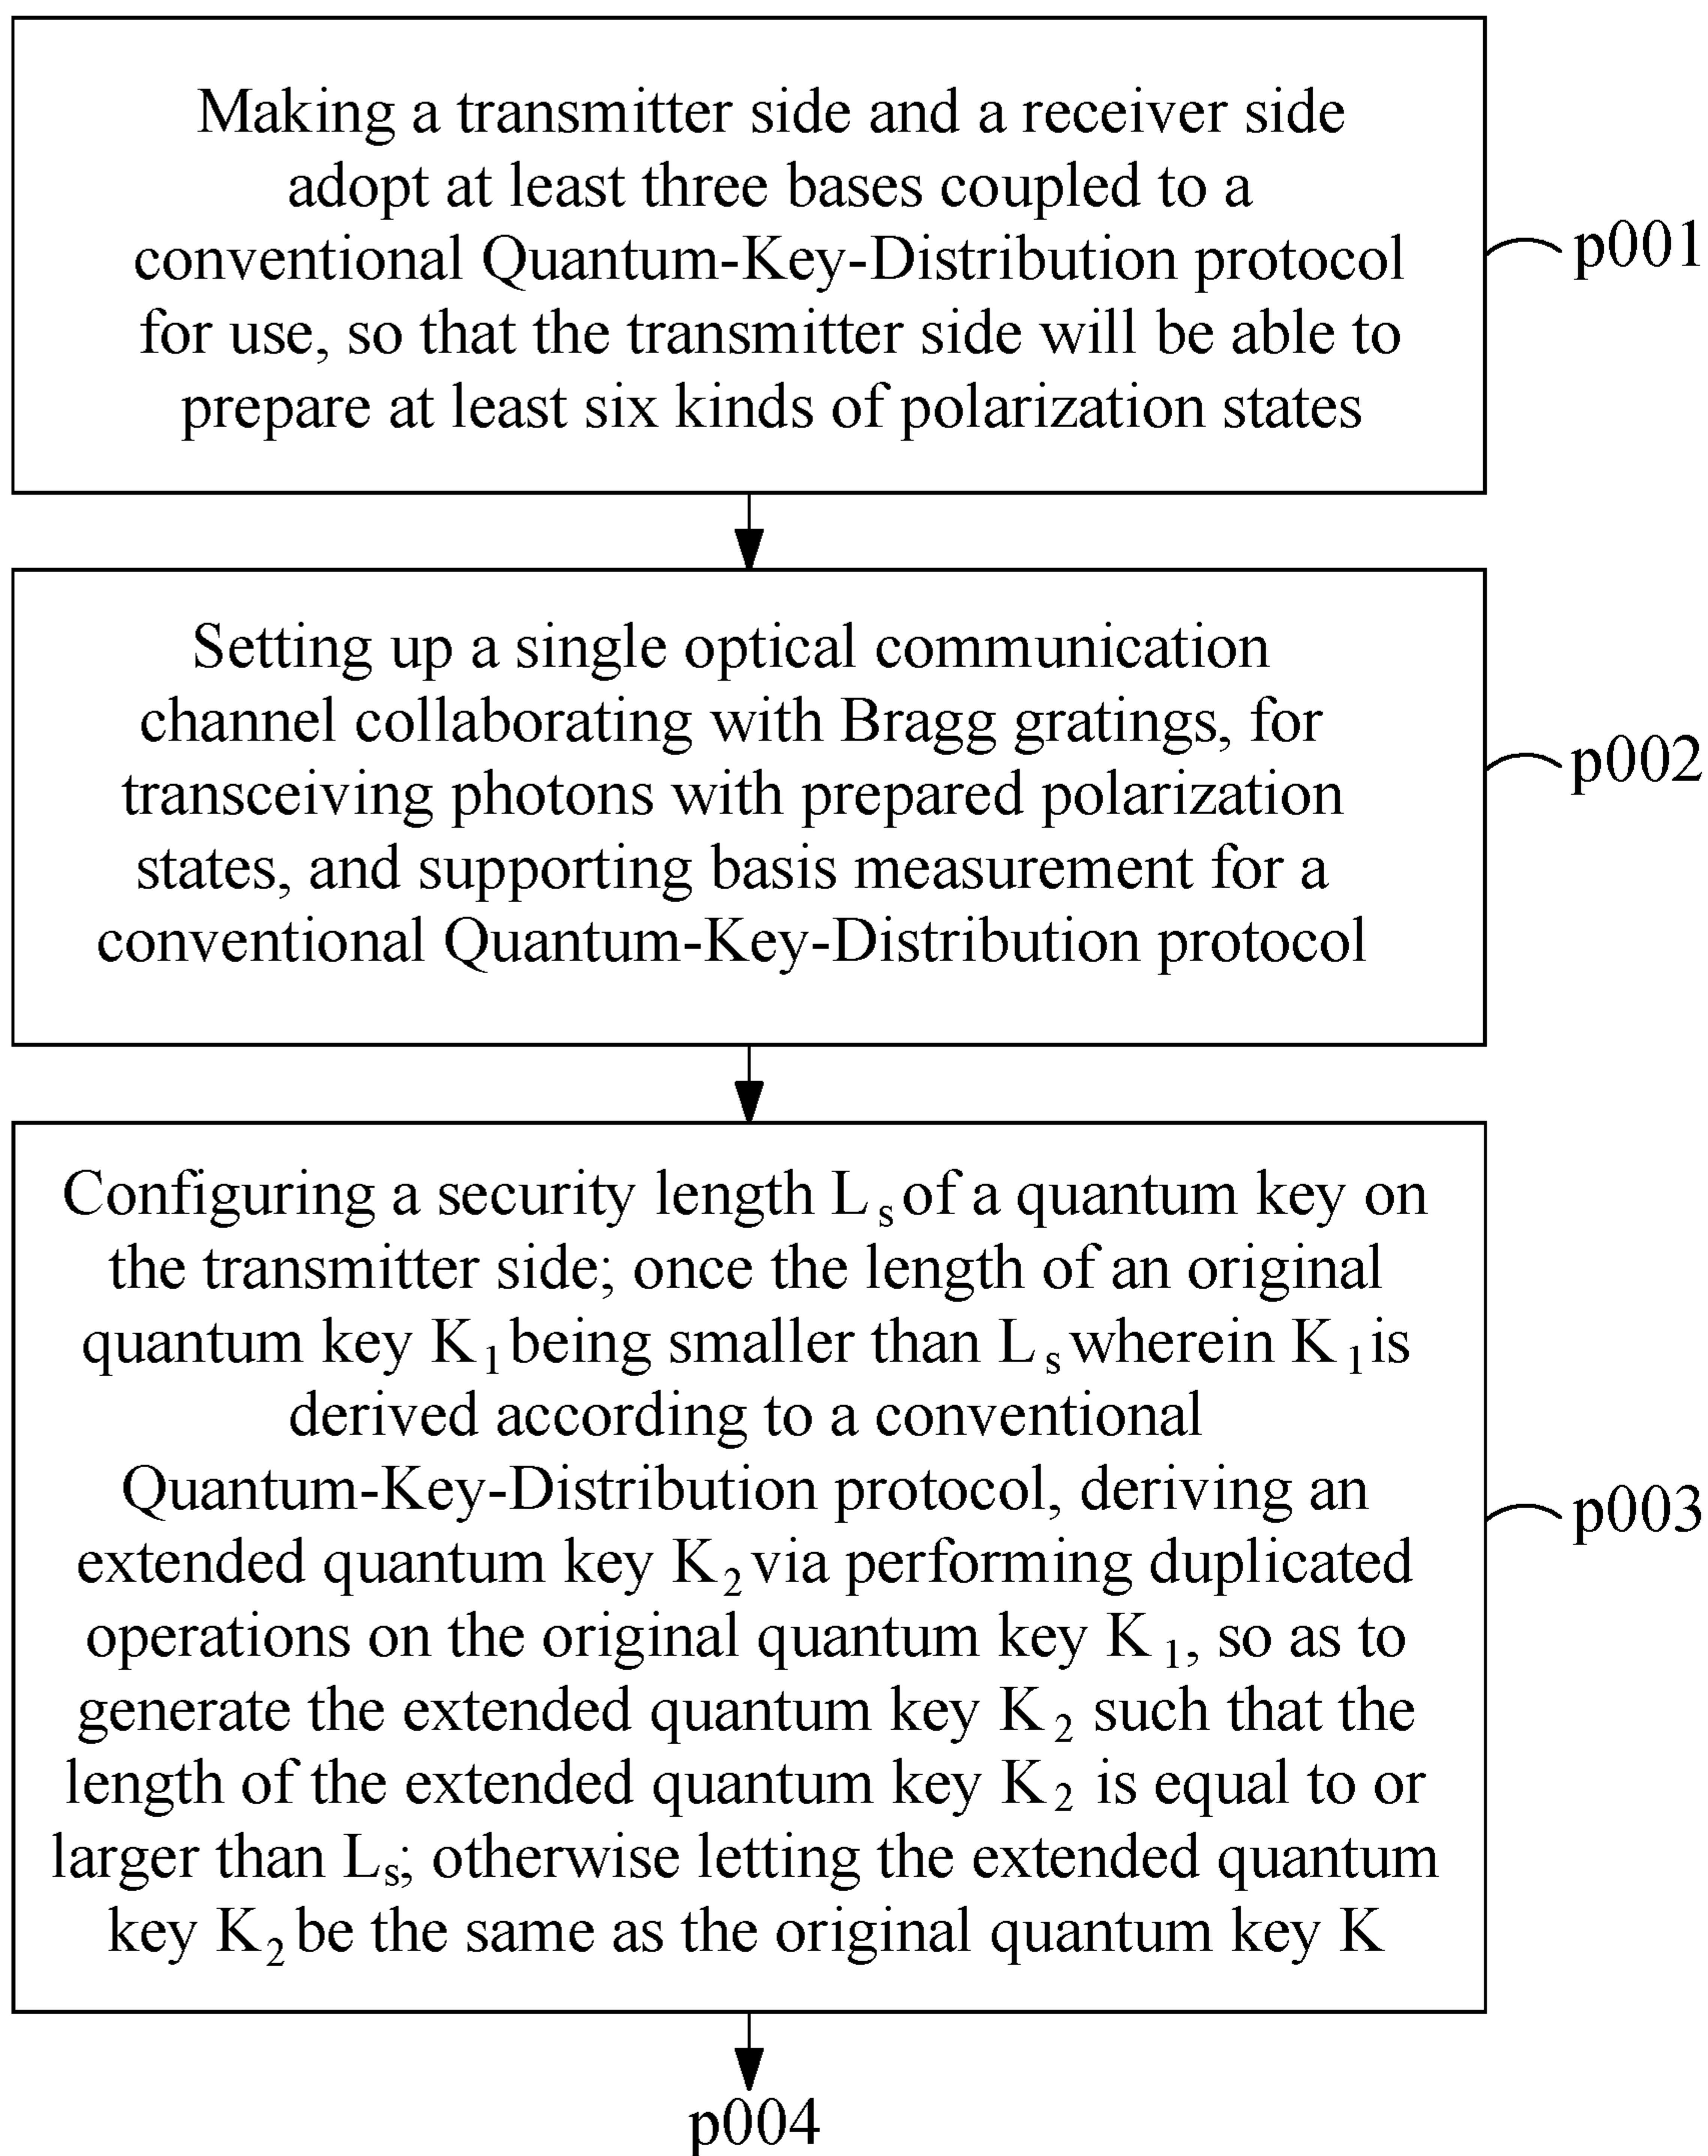 Making a transmitter side and a receiver side
adopt at least three bases coupled to a
conventional Quantum-Key-Distribution protocol
for use, so that the transmitter side will be able to
prepare at least six kinds of polarization states
p001
Setting up a single optical communication
channel collaborating with Bragg gratings, for
transceiving photons with prepared polarization
states, and supporting basis measurement for a
conventional Quantum-Key-Distribution protocol
p002
Configuring a security length Lₛ of a quantum key on
the transmitter side; once the length of an original
quantum key K₁ being smaller than Lₛ wherein K₁ is
derived according to a conventional
Quantum-Key-Distribution protocol, deriving an
extended quantum key K₂ via performing duplicated
operations on the original quantum key K₁, so as to
generate the extended quantum key K₂ such that the
length of the extended quantum key K₂ is equal to or
larger than Lₛ; otherwise letting the extended quantum
key K₂ be the same as the original quantum key K
p003
p004